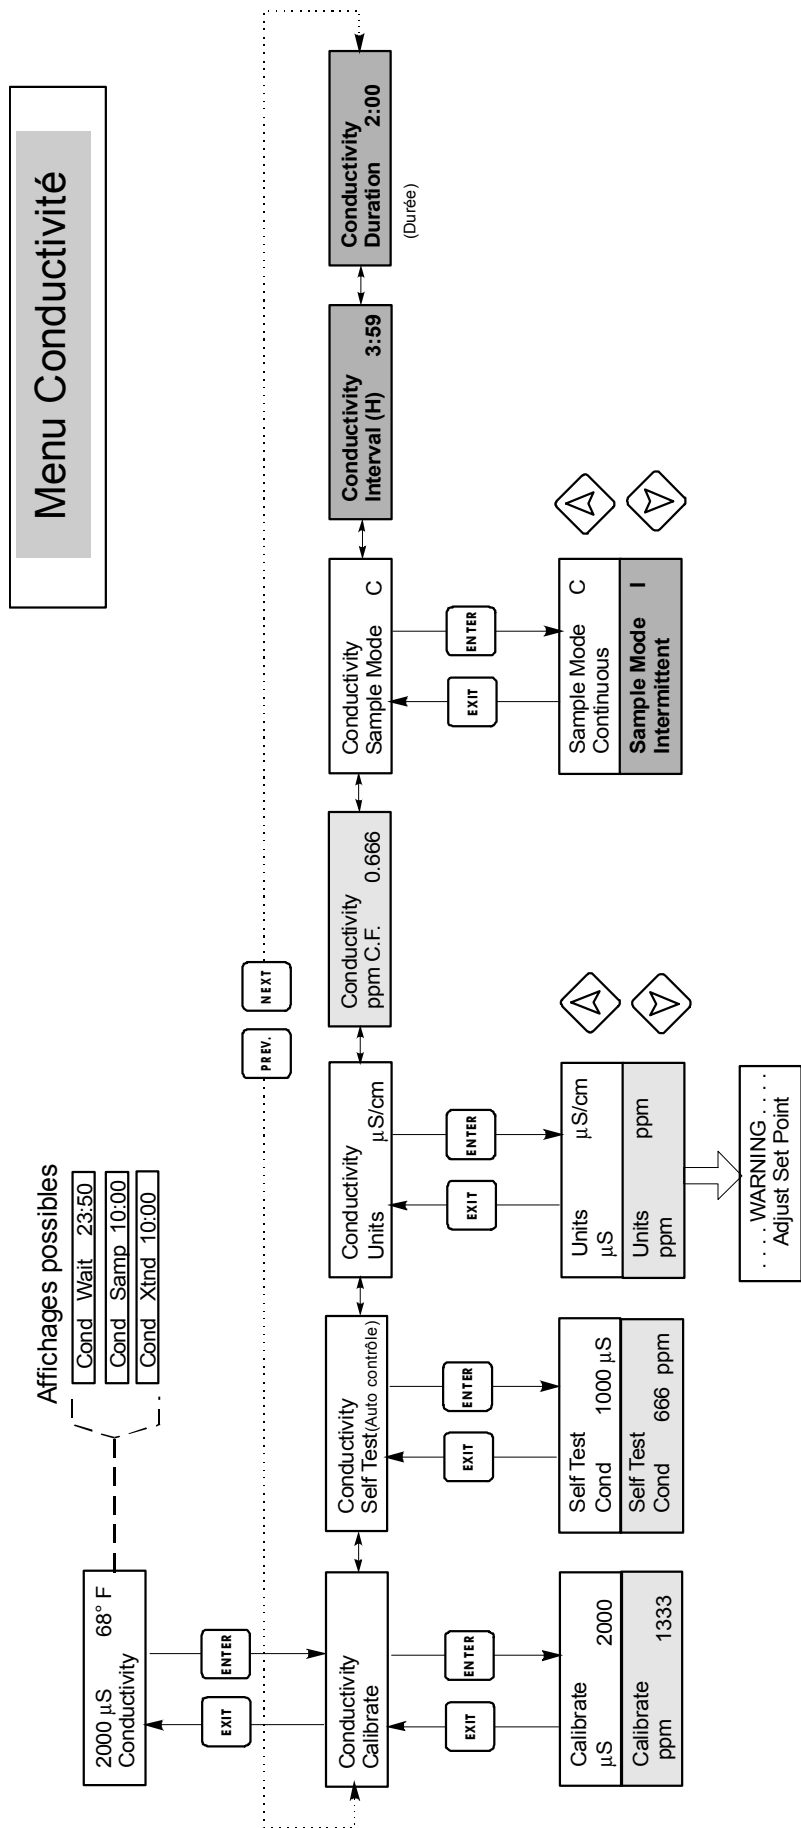 Menu Conductivité
Affichages possibles
2000 µS 68° F
Conductivity
Cond Wait 23:50
Cond Samp 10:00
Cond Xtnd 10:00
EXIT
ENTER
PREV.
NEXT
Conductivity
Calibrate
Conductivity
Self Test(Auto contrôle)
Conductivity
Units µS/cm
Conductivity
ppm C.F. 0.666
Conductivity
Sample Mode C
Conductivity
Interval (H) 3:59
Conductivity
Duration 2:00
(Durée)
EXIT
ENTER
EXIT
ENTER
EXIT
ENTER
EXIT
ENTER
Calibrate
µS 2000
Calibrate
ppm 1333
Self Test
Cond 1000 µS
Self Test
Cond 666 ppm
Units µS/cm
µS
Units ppm
ppm
Sample Mode C
Continuous
Sample Mode I
Intermittent
. . . . WARNING . . . .
Adjust Set Point